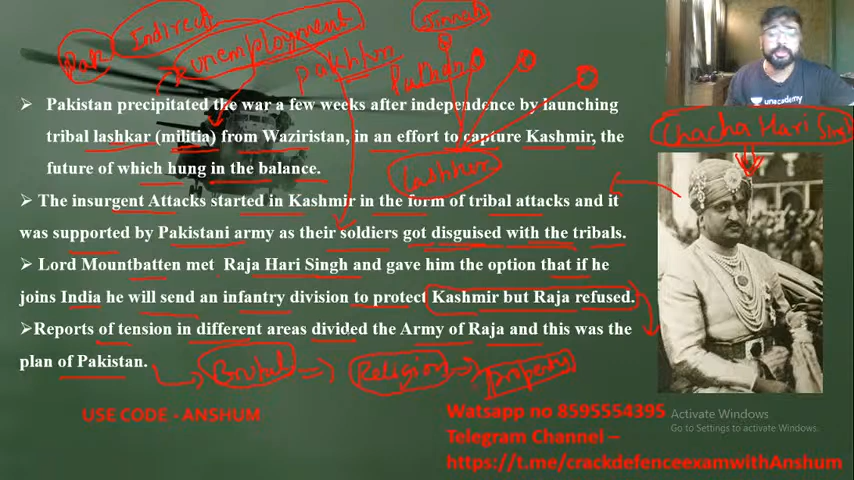 Jinnah
Pak
Indirect
unemployment
pakhtun
Pathan
unacademy
Pakistan precipitated the war a few weeks after independence by launching
tribal lashkar (militia) from Waziristan, in an effort to capture Kashmir, the
future of which hung in the balance.
Chacha Hari Singh
Lashkar
The insurgent Attacks started in Kashmir in the form of tribal attacks and it
was supported by Pakistani army as their soldiers got disguised with the tribals.
Lord Mountbatten met Raja Hari Singh and gave him the option that if he
joins India he will send an infantry division to protect Kashmir but Raja refused.
Reports of tension in different areas divided the Army of Raja and this was the
plan of Pakistan.
Brutal
Religion
property
USE CODE - ANSHUM
Watsapp no 8595554395
Telegram Channel –
https://t.me/crackdefenceexamwithAnshum
Activate Windows
Go to Settings to activate Windows.